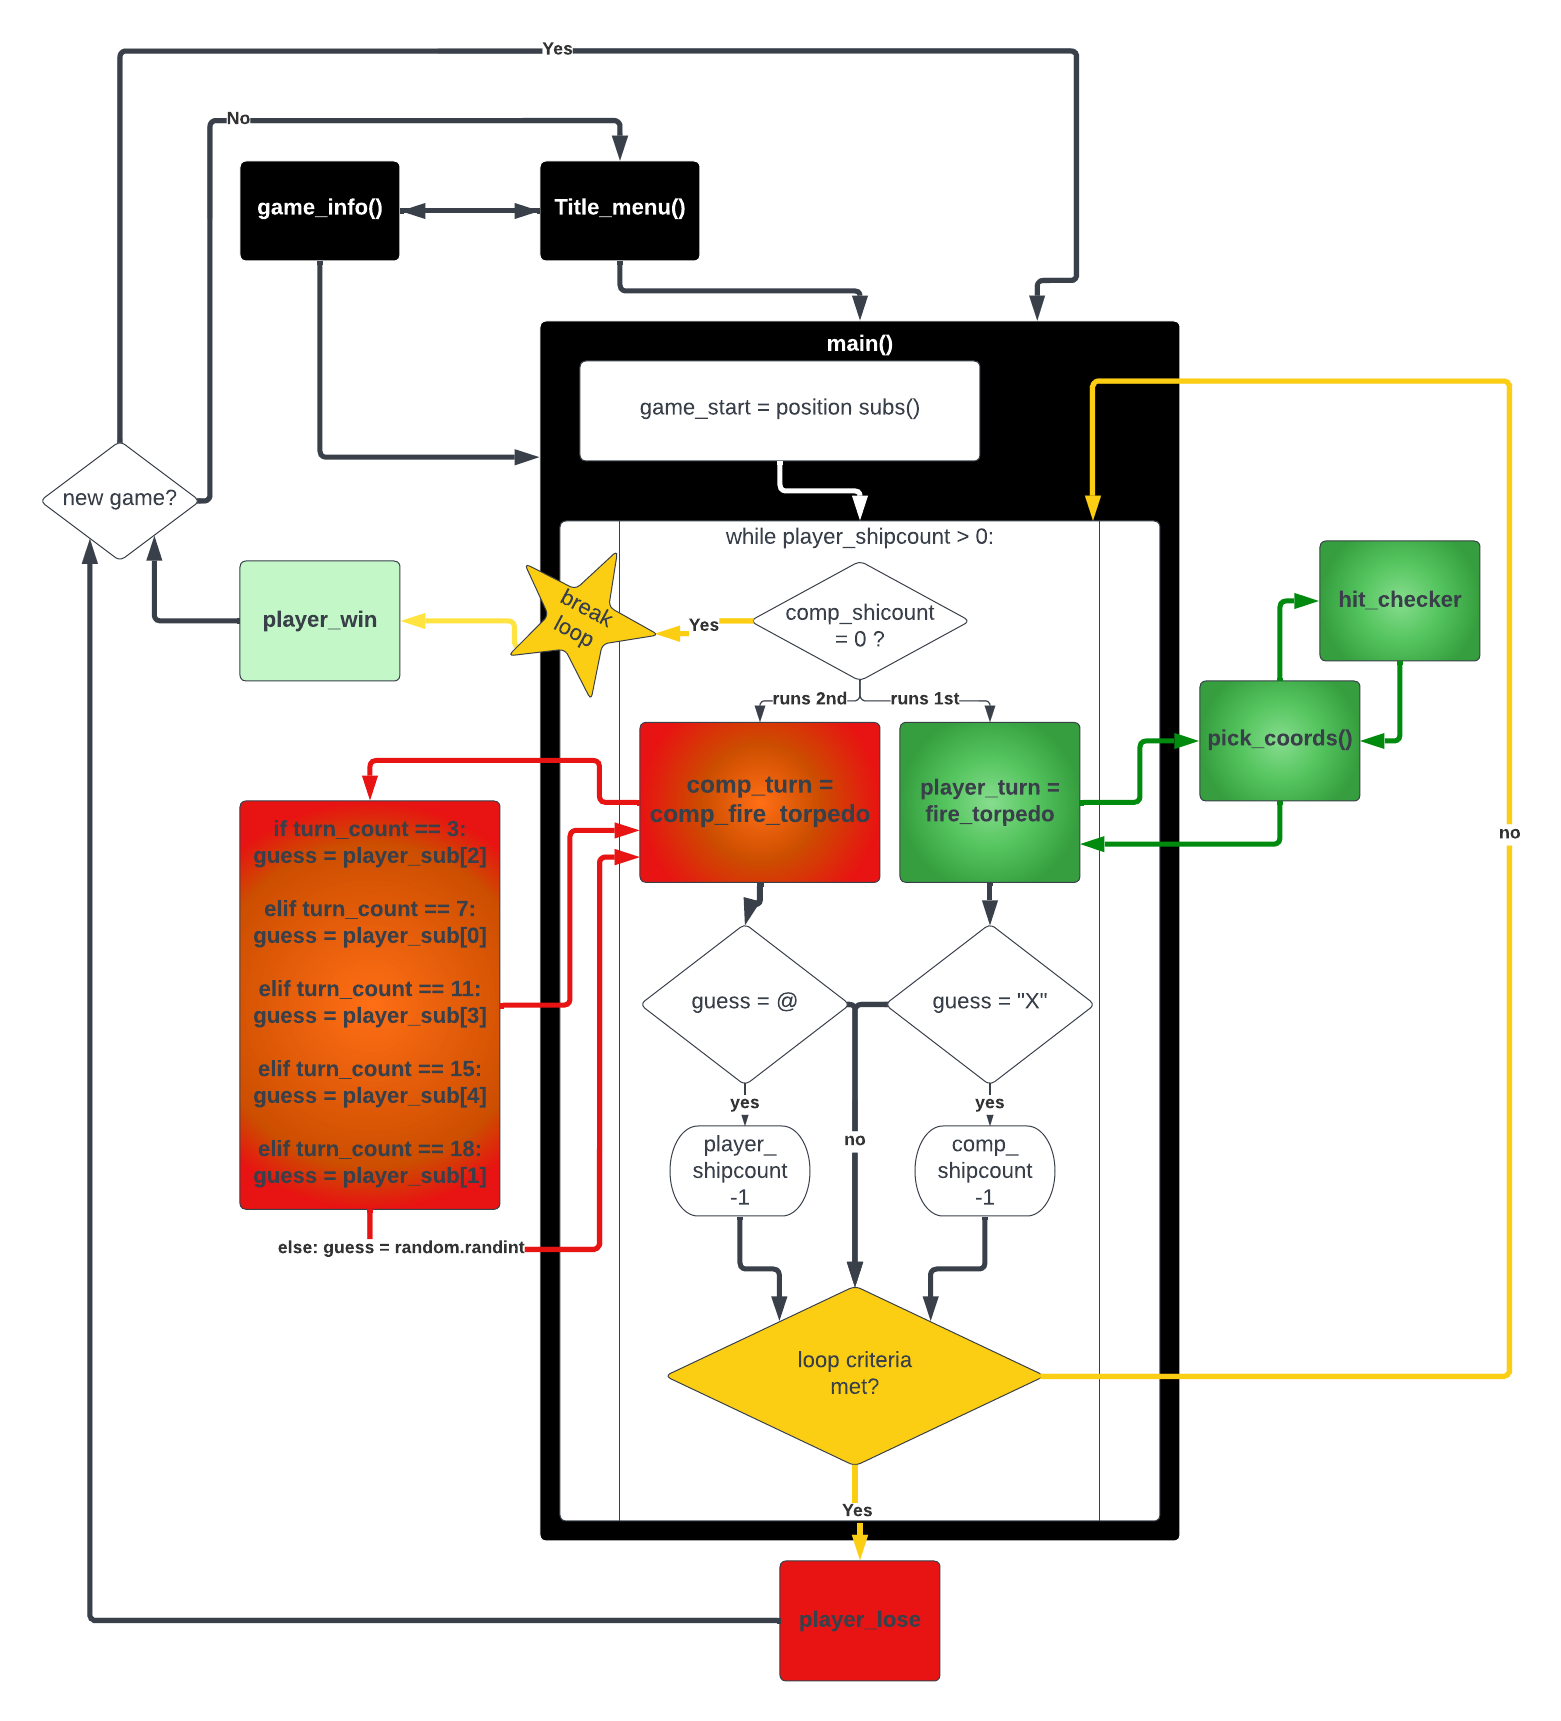 Yes
No
game_info()
Title_menu()
main()
game_start = position subs()
new game?
while player_shipcount > 0:
break
loop
comp_shicount
= 0 ?
Yes
player_win
hit_checker
runs 2nd
runs 1st
pick_coords()
comp_turn =
comp_fire_torpedo
player_turn =
fire_torpedo
if turn_count == 3:
guess = player_sub[2]
elif turn_count == 7:
guess = player_sub[0]
elif turn_count == 11:
guess = player_sub[3]
elif turn_count == 15:
guess = player_sub[4]
elif turn_count == 18:
guess = player_sub[1]
else: guess = random.randint
no
guess = @
guess = "X"
yes
yes
no
player_
shipcount
-1
comp_
shipcount
-1
loop criteria
met?
Yes
player_lose